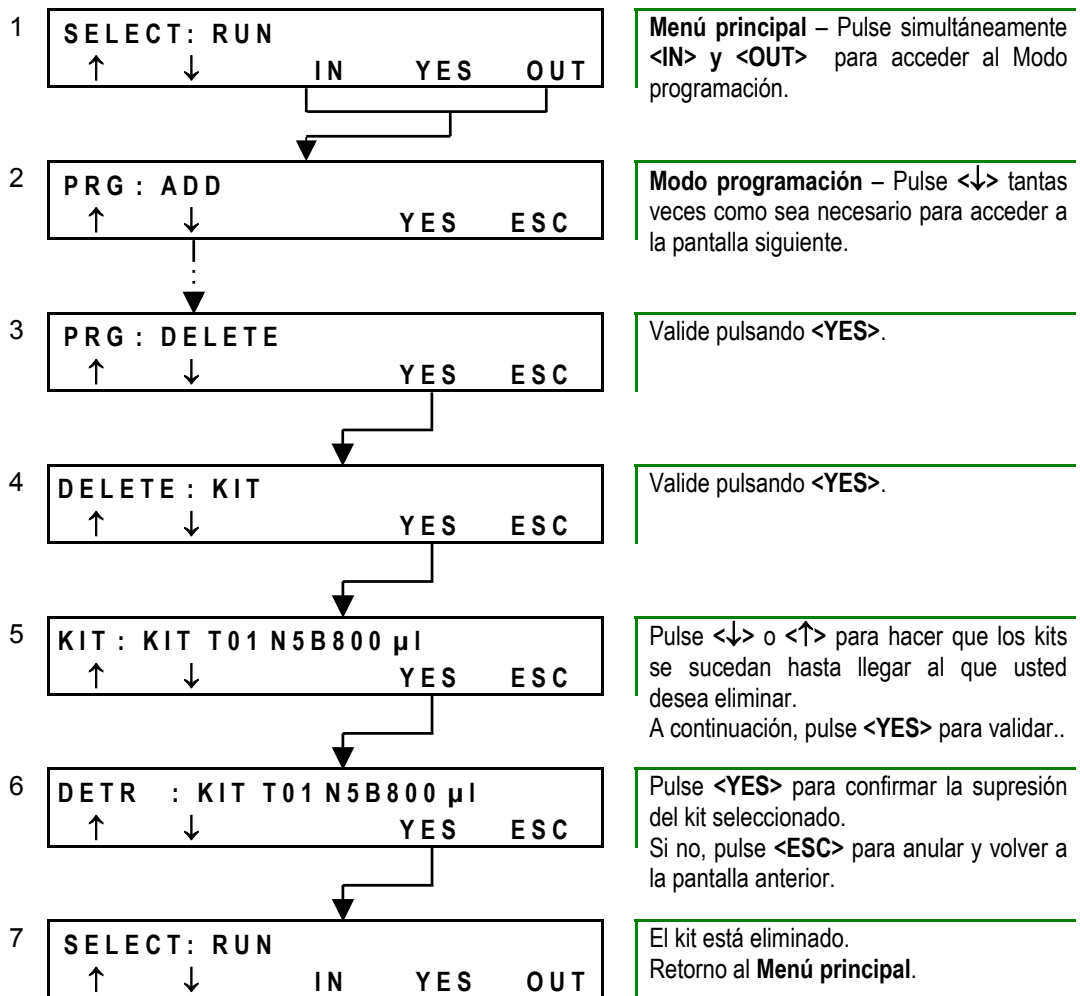 1
SELECT: RUN
↑ ↓ IN YES OUT
Menú principal – Pulse simultáneamente
<IN> y <OUT> para acceder al Modo
programación.
2
PRG : ADD
↑ ↓ YES ESC
Modo programación – Pulse <↓> tantas
veces como sea necesario para acceder a
la pantalla siguiente.
3
PRG : DELETE
↑ ↓ YES ESC
Valide pulsando <YES>.
4
DELETE : KIT
↑ ↓ YES ESC
Valide pulsando <YES>.
5
KIT : KIT T01 N5B800 µl
↑ ↓ YES ESC
Pulse <↓> o <↑> para hacer que los kits
se sucedan hasta llegar al que usted
desea eliminar.
A continuación, pulse <YES> para validar..
6
DETR : KIT T01 N5B800 µl
↑ ↓ YES ESC
Pulse <YES> para confirmar la supresión
del kit seleccionado.
Si no, pulse <ESC> para anular y volver a
la pantalla anterior.
7
SELECT: RUN
↑ ↓ IN YES OUT
El kit está eliminado.
Retorno al Menú principal.